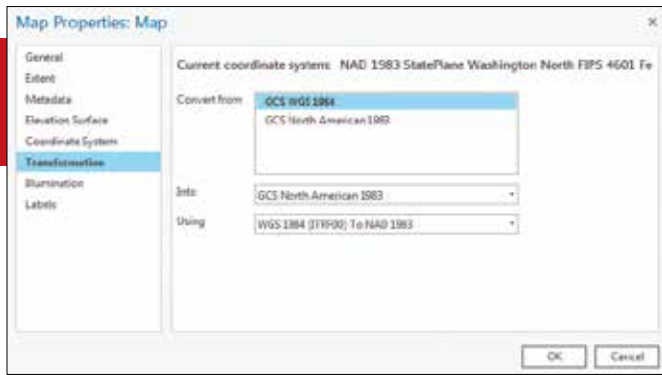 Map Properties: Map
×
General
Extent
Metadata
Elevation Surface
Coordinate System
Transformation
Illumination
Labels
Current coordinate system: NAD 1983 StatePlane Washington North FIPS 4601 Fe
Convert from
GCS WGS 1984
GCS North American 1983
Into
GCS North American 1983
Using
WGS 1984 (ITRF00) To NAD 1983
OK
Cancel